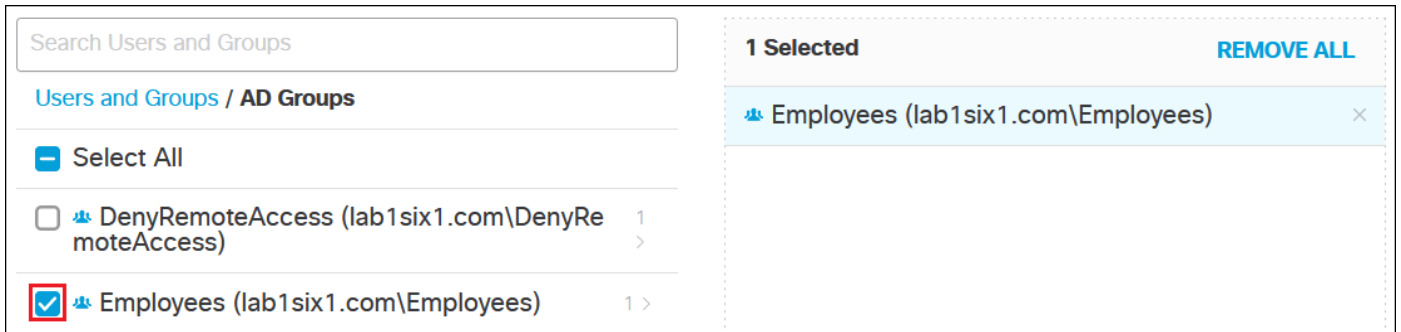 Search Users and Groups
Users and Groups / AD Groups
Select All
DenyRemoteAccess (lab1six1.com\DenyRe
moteAccess)
1 >
Employees (lab1six1.com\Employees)
1 >
1 Selected
REMOVE ALL
Employees (lab1six1.com\Employees)